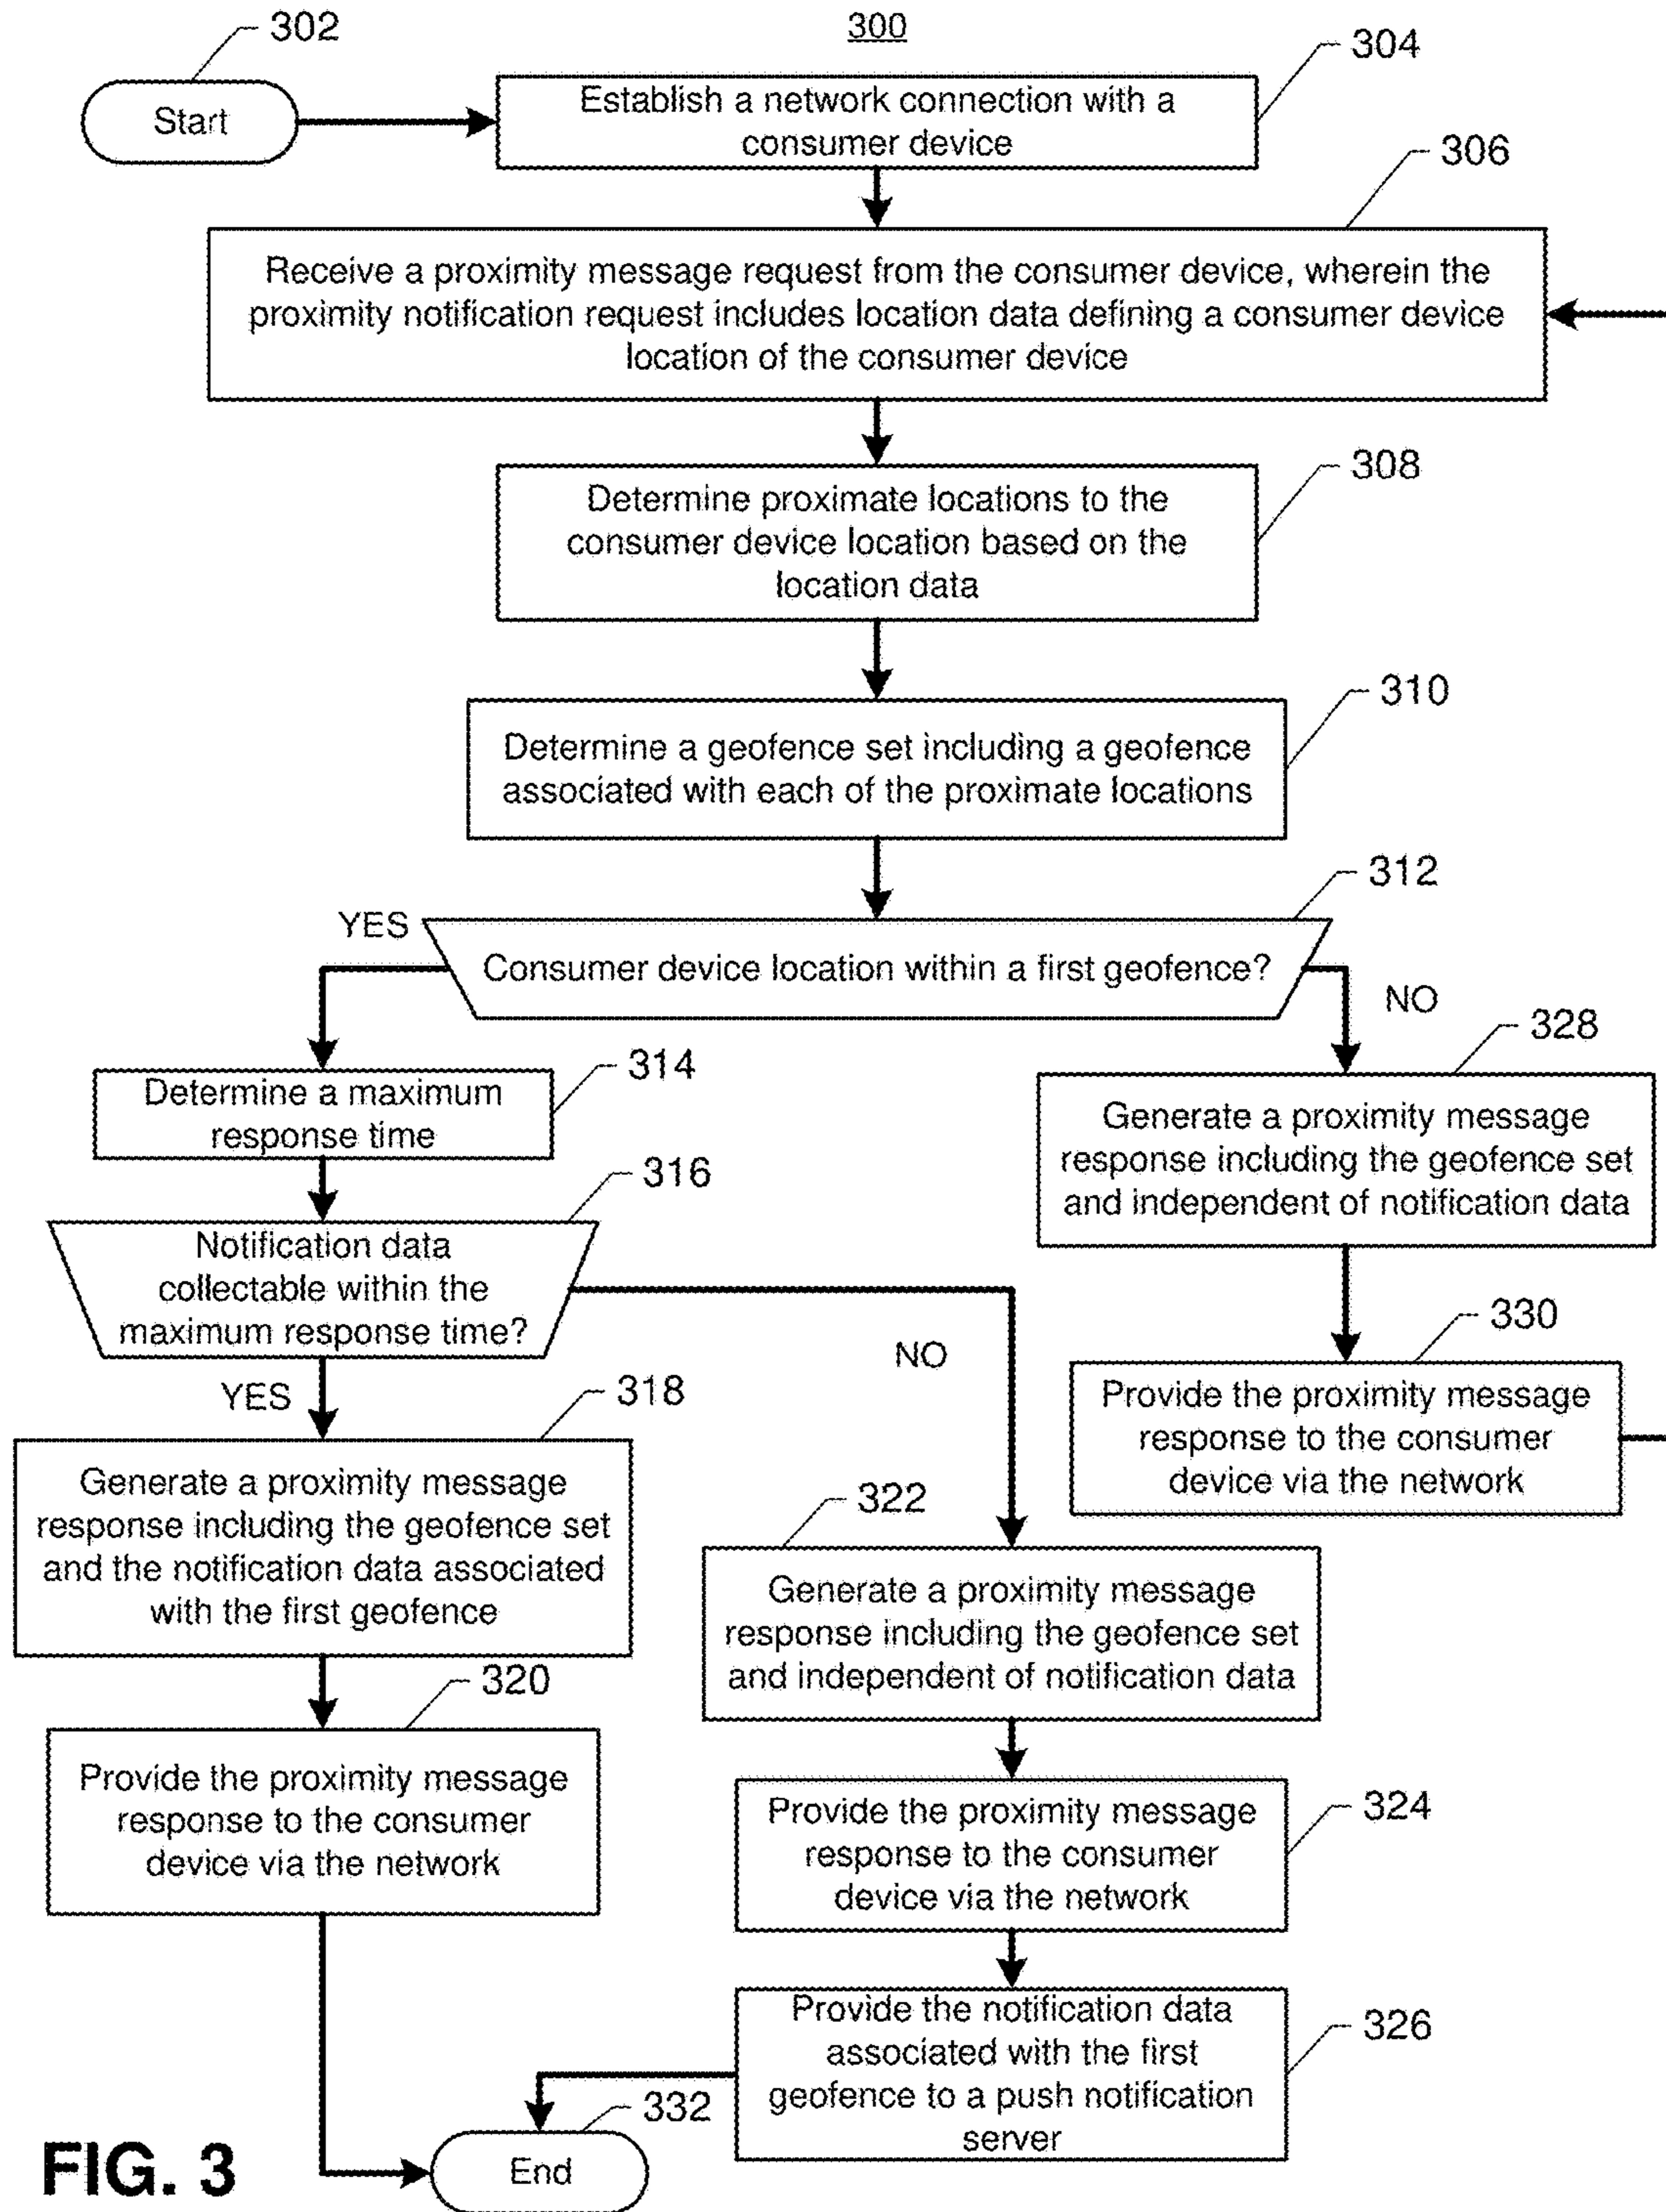 300
302
Start
304
Establish a network connection with a
consumer device
306
Receive a proximity message request from the consumer device, wherein the
proximity notification request includes location data defining a consumer device
location of the consumer device
308
Determine proximate locations to the
consumer device location based on the
location data
310
Determine a geofence set including a geofence
associated with each of the proximate locations
312
Consumer device location within a first geofence?
YES
NO
314
Determine a maximum
response time
316
Notification data
collectable within the
maximum response time?
YES
NO
318
Generate a proximity message
response including the geofence set
and the notification data associated
with the first geofence
320
Provide the proximity message
response to the consumer
device via the network
322
Generate a proximity message
response including the geofence set
and independent of notification data
324
Provide the proximity message
response to the consumer
device via the network
326
Provide the notification data
associated with the first
geofence to a push notification
server
328
Generate a proximity message
response including the geofence set
and independent of notification data
330
Provide the proximity message
response to the consumer
device via the network
332
End
FIG. 3